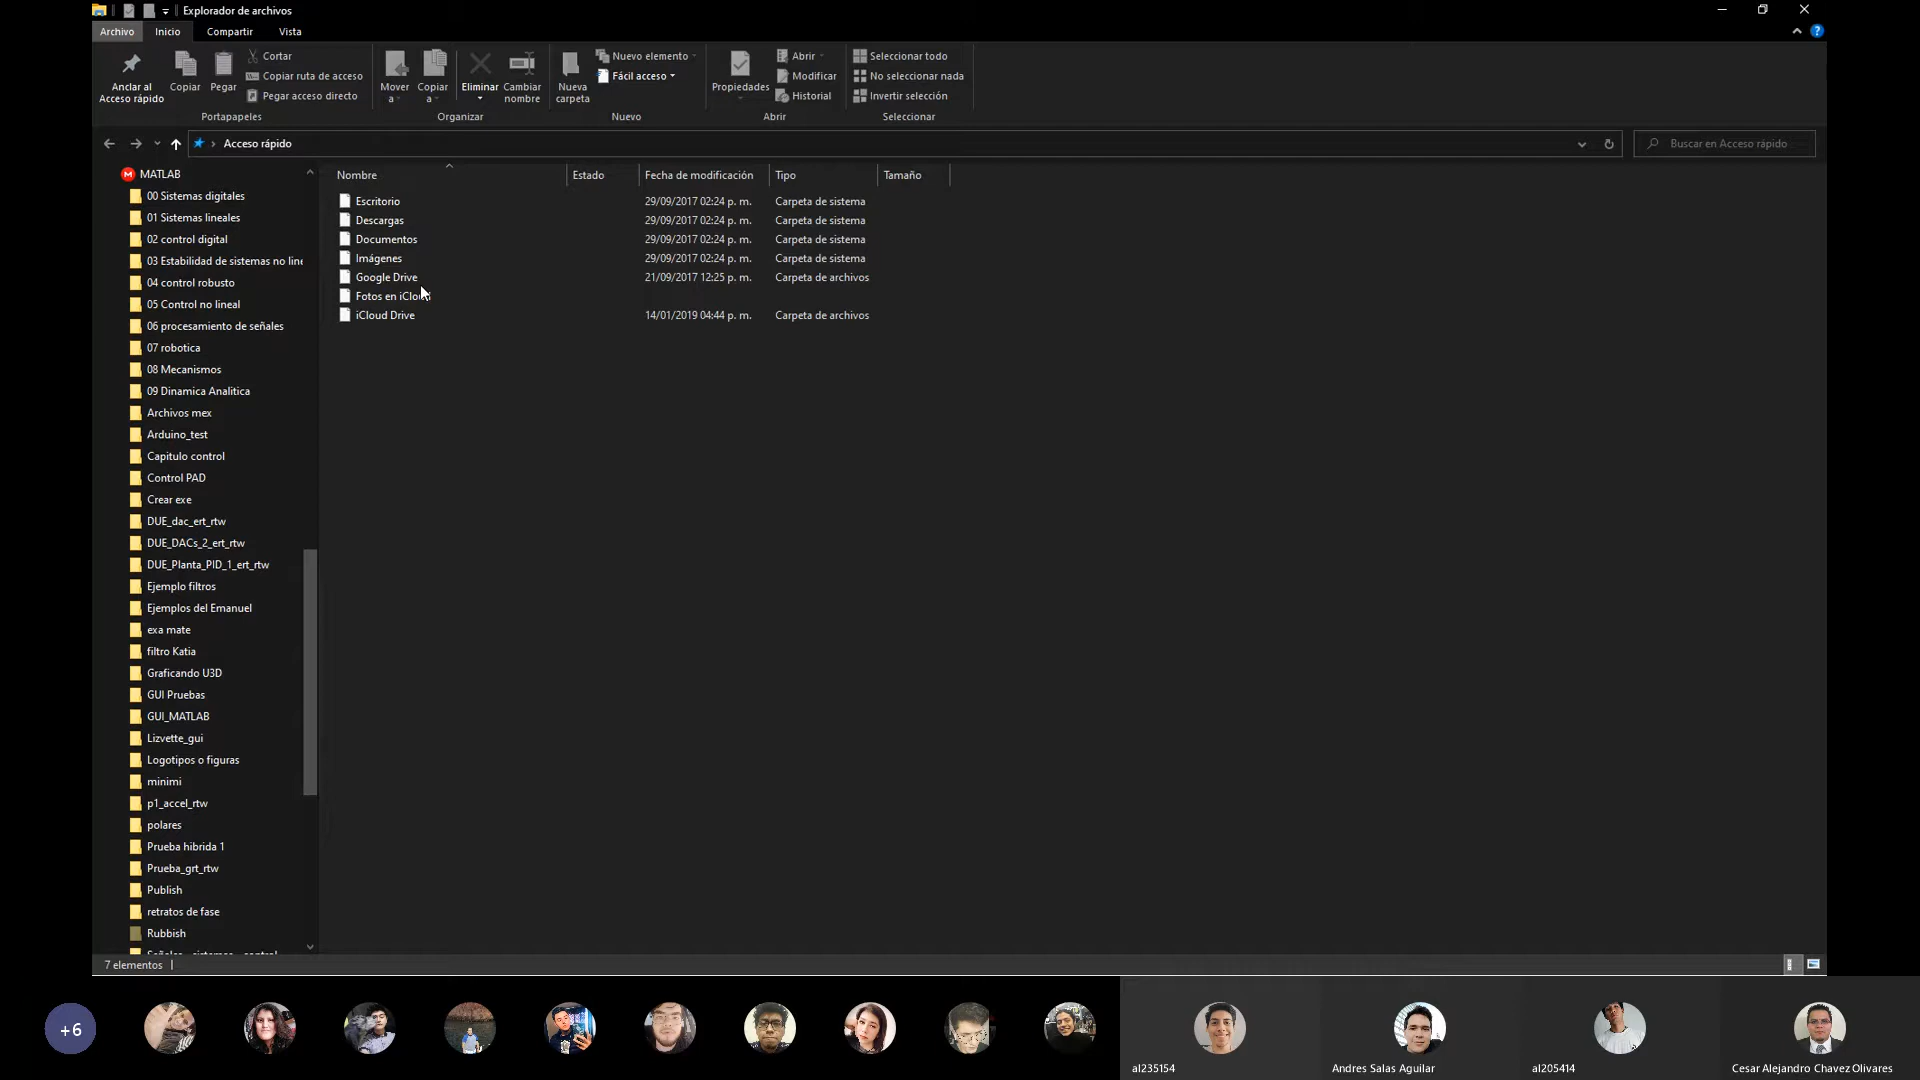 Explorador de archivos
Archivo Inicio Compartir Vista
Anclar al Acceso rápido
Copiar
Pegar
Cortar
Copiar ruta de acceso
Pegar acceso directo
Mover a
Copiar a
Eliminar
Cambiar nombre
Nueva carpeta
Nuevo elemento
Fácil acceso
Propiedades
Abrir
Modificar
Historial
Seleccionar todo
No seleccionar nada
Invertir selección
Portapapeles Organizar Nuevo Abrir Seleccionar
Acceso rápido
Buscar en Acceso rápido
MATLAB
00 Sistemas digitales
01 Sistemas lineales
02 control digital
03 Estabilidad de sistemas no line
04 control robusto
05 Control no lineal
06 procesamiento de señales
07 robotica
08 Mecanismos
09 Dinamica Analitica
Archivos mex
Arduino_test
Capitulo control
Control PAD
Crear exe
DUE_dac_ert_rtw
DUE_DACs_2_ert_rtw
DUE_Planta_PID_1_ert_rtw
Ejemplo filtros
Ejemplos del Emanuel
exa mate
filtro Katia
Graficando U3D
GUI Pruebas
GUI_MATLAB
Lizvette_gui
Logotipos o figuras
minimi
p1_accel_rtw
polares
Prueba hibrida 1
Prueba_grt_rtw
Publish
retratos de fase
Rubbish
Nombre Estado Fecha de modificación Tipo Tamaño
Escritorio 29/09/2017 02:24 p. m. Carpeta de sistema
Descargas 29/09/2017 02:24 p. m. Carpeta de sistema
Documentos 29/09/2017 02:24 p. m. Carpeta de sistema
Imágenes 29/09/2017 02:24 p. m. Carpeta de sistema
Google Drive 21/09/2017 12:25 p. m. Carpeta de archivos
Fotos en iCloud
iCloud Drive 14/01/2019 04:44 p. m. Carpeta de archivos
7 elementos
+6
al235154
Andres Salas Aguilar
al205414
Cesar Alejandro Chavez Olivares